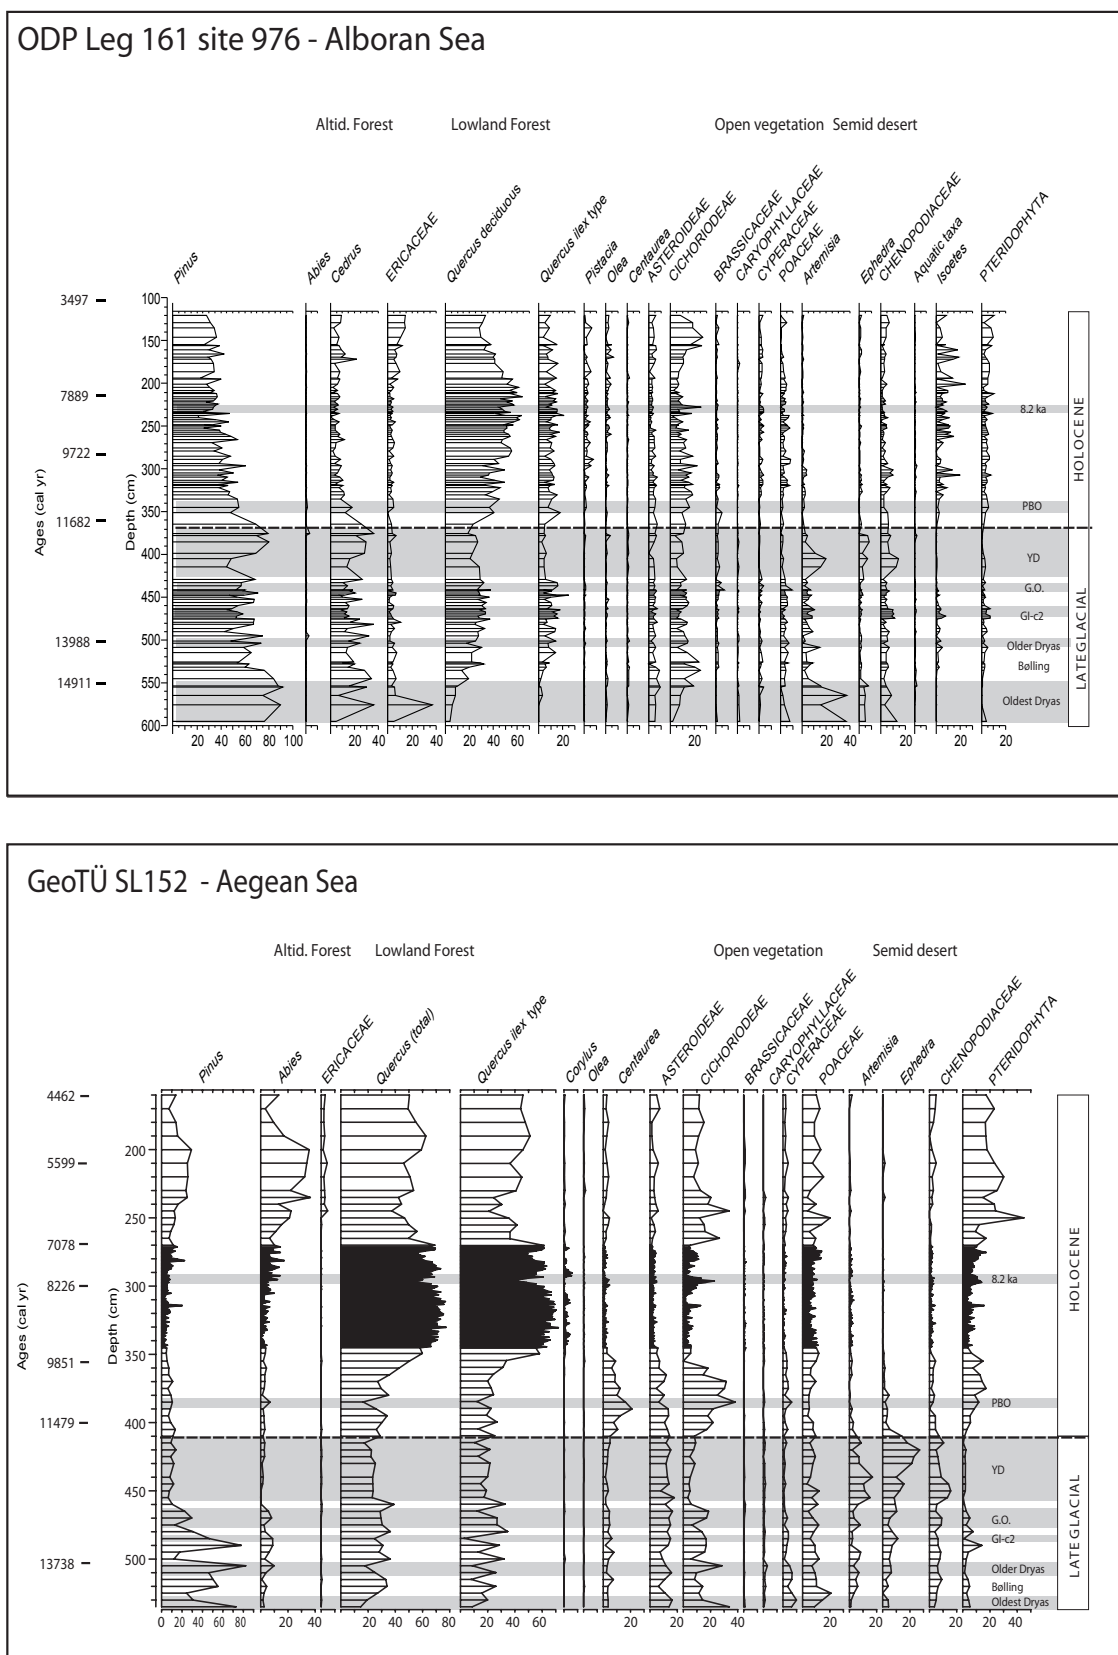 ODP Leg 161 site 976 - Alboran Sea
Altid. Forest Lowland Forest Open vegetation Semid desert
Pinus Abies Cedrus ERICACEAE Quercus deciduous Quercus ilex type Pistacia Olea Centaurea ASTEROIDEAE CICHORIODEAE BRASSICACEAE CARYOPHYLLACEAE CYPERACEAE POACEAE Artemisia Ephedra CHENOPODIACEAE Aquatic taxa Isoetes PTERIDOPHYTA
Ages (cal yr)
3497
7889
9722
11682
13988
14911
Depth (cm)
100
150
200
250
300
350
400
450
500
550
600
8.2 ka
PBO
YD
G.O.
GI-c2
Older Dryas
Bølling
Oldest Dryas
HOLOCENE
LATEGLACIAL
20 40 60 80 100 20 40 20 40 20 40 60 20 20 20 40 20 20 20
GeoTÜ SL152 - Aegean Sea
Altid. Forest Lowland Forest Open vegetation Semid desert
Pinus Abies ERICACEAE Quercus (total) Quercus ilex type Corylus Olea Centaurea ASTEROIDEAE CICHORIODEAE BRASSICACEAE CARYOPHYLLACEAE CYPERACEAE POACEAE Artemisia Ephedra CHENOPODIACEAE PTERIDOPHYTA
Ages (cal yr)
4462
5599
7078
8226
9851
11479
13738
Depth (cm)
200
250
300
350
400
450
500
8.2 ka
PBO
YD
G.O.
GI-c2
Older Dryas
Bølling
Oldest Dryas
HOLOCENE
LATEGLACIAL
0 20 40 60 80 0 20 40 0 20 40 60 80 20 40 60 20 20 20 40 20 20 20 20 20 40